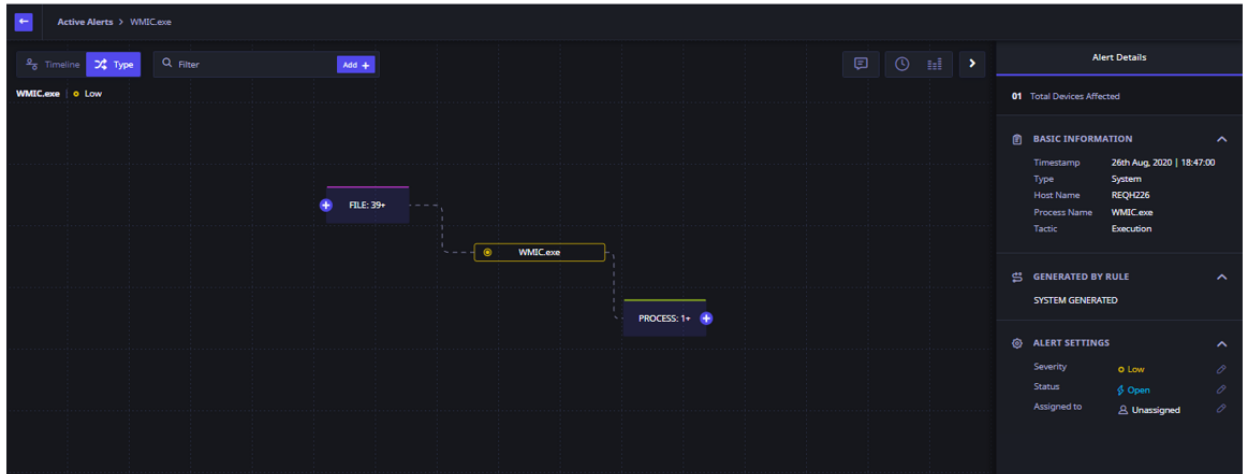 Active Alerts > WMIC.exe
Timeline
Type
Filter
Add +
WMIC.exe | Low
FILE: 39+
WMIC.exe
PROCESS: 1+
Alert Details
01 Total Devices Affected
BASIC INFORMATION
Timestamp 26th Aug, 2020 | 18:47:00
Type System
Host Name REQH226
Process Name WMIC.exe
Tactic Execution
GENERATED BY RULE
SYSTEM GENERATED
ALERT SETTINGS
Severity Low
Status Open
Assigned to Unassigned